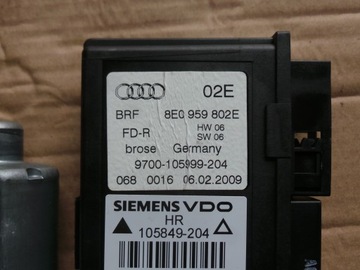 02E
BRF 8E0 959 802E
FD-R HW 06
SW 06
brose Germany
9700-105999-204
068 0016 06.02.2009
SIEMENS VDO
HR
105849-204